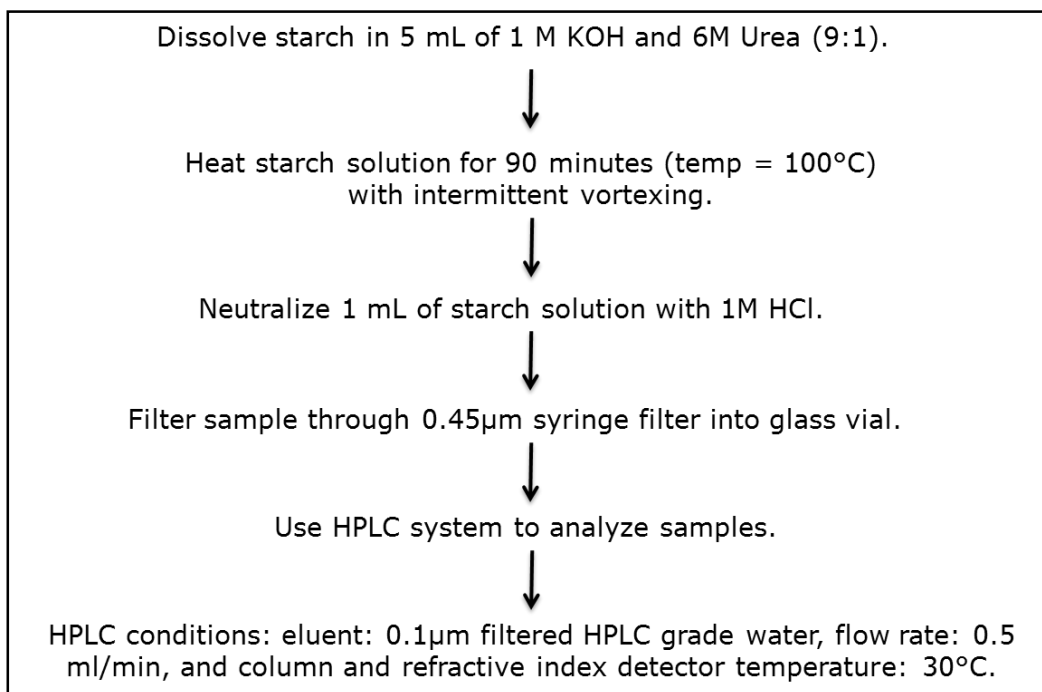 Dissolve starch in 5 mL of 1 M KOH and 6M Urea (9:1).
Heat starch solution for 90 minutes (temp = 100°C)
with intermittent vortexing.
Neutralize 1 mL of starch solution with 1M HCl.
Filter sample through 0.45µm syringe filter into glass vial.
Use HPLC system to analyze samples.
HPLC conditions: eluent: 0.1µm filtered HPLC grade water, flow rate: 0.5
ml/min, and column and refractive index detector temperature: 30°C.